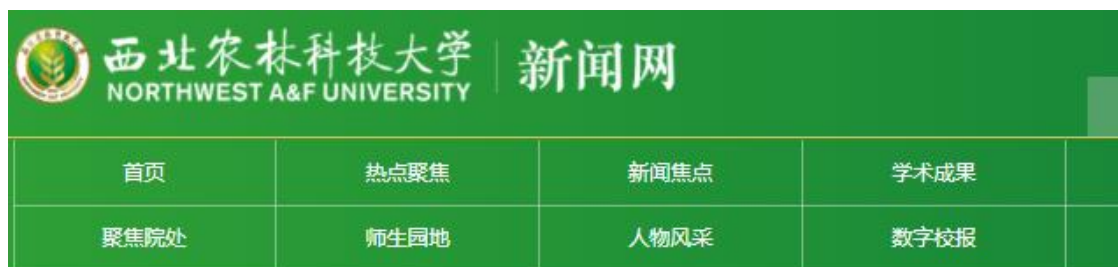 西北农林科技大学 新闻网
NORTHWEST A&F UNIVERSITY
首页 热点聚焦 新闻焦点 学术成果
聚焦院处 师生园地 人物风采 数字校报